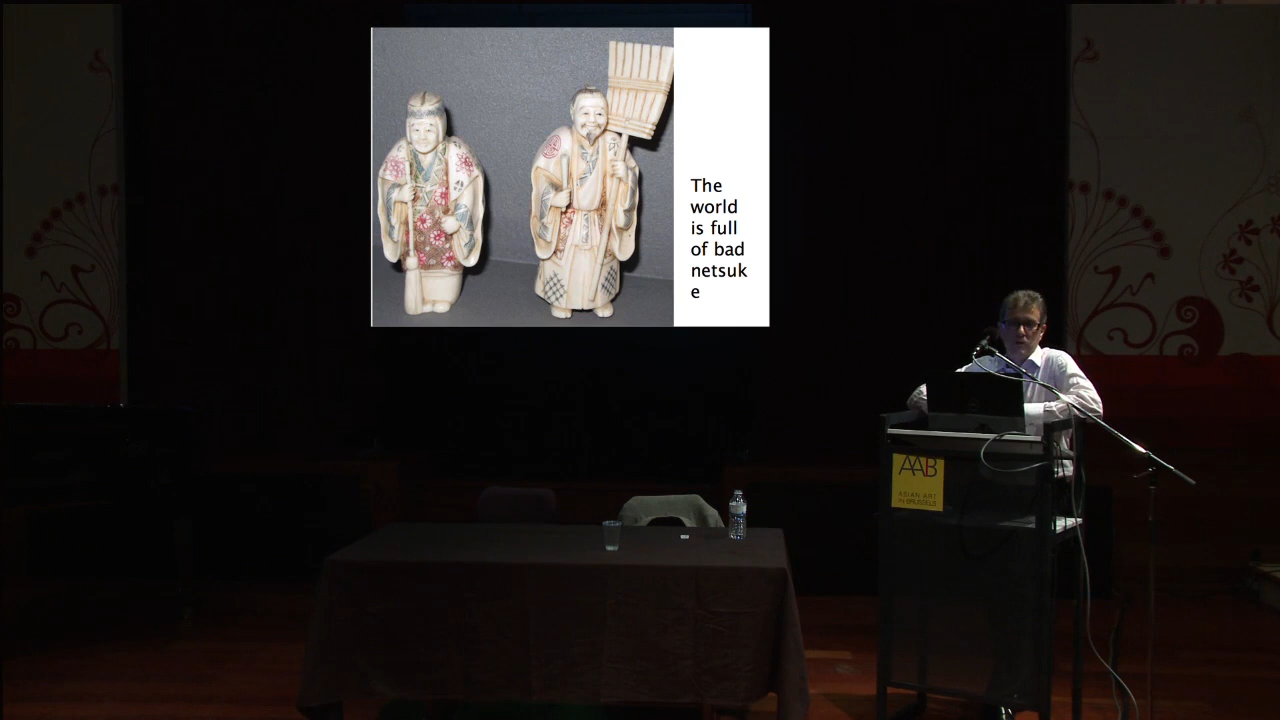 The
world
is full
of bad
netsuk
e
AAB
ASIAN ART
IN BRUSSELS